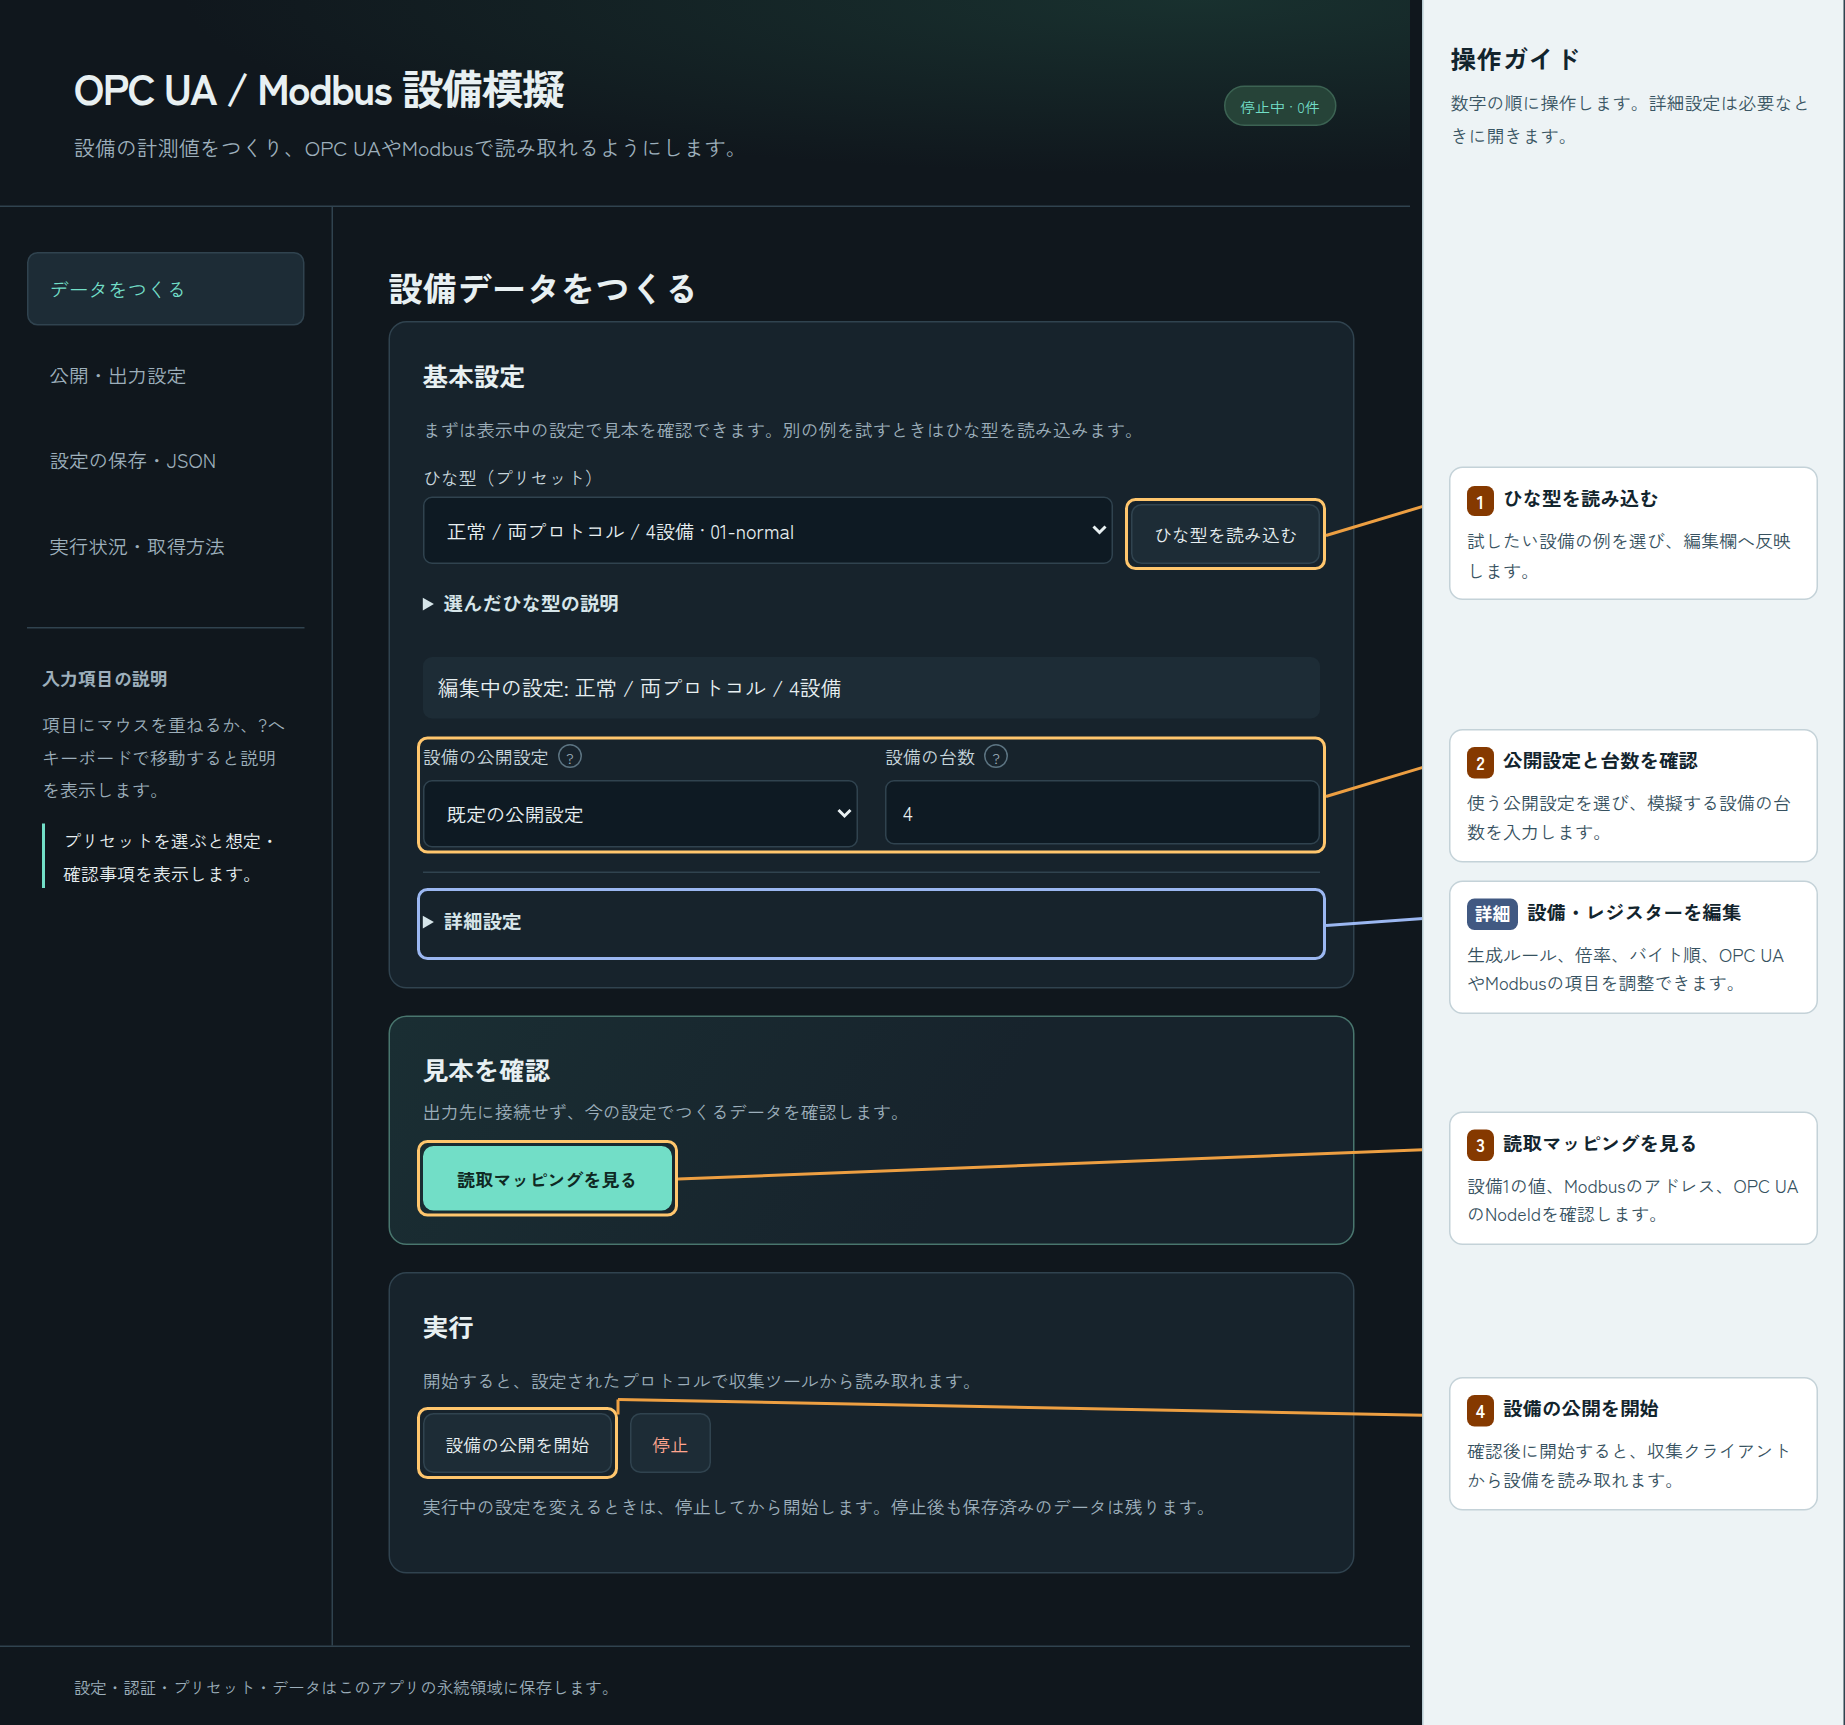 OPC UA / Modbus 設備模擬
設備の計測値をつくり、OPC UAやModbusで読み取れるようにします。
停止中 · 0件
データをつくる
公開・出力設定
設定の保存・JSON
実行状況・取得方法
入力項目の説明
項目にマウスを重ねるか、?へ
キーボードで移動すると説明
を表示します。
プリセットを選ぶと想定・
確認事項を表示します。
設備データをつくる
基本設定
まずは表示中の設定で見本を確認できます。別の例を試すときはひな型を読み込みます。
ひな型（プリセット）
正常 / 両プロトコル / 4設備 · 01-normal
ひな型を読み込む
選んだひな型の説明
編集中の設定: 正常 / 両プロトコル / 4設備
設備の公開設定 ?
設備の台数 ?
既定の公開設定
4
詳細設定
見本を確認
出力先に接続せず、今の設定でつくるデータを確認します。
読取マッピングを見る
実行
開始すると、設定されたプロトコルで収集ツールから読み取れます。
設備の公開を開始
停止
実行中の設定を変えるときは、停止してから開始します。停止後も保存済みのデータは残ります。
設定・認証・プリセット・データはこのアプリの永続領域に保存します。
操作ガイド
数字の順に操作します。詳細設定は必要なと
きに開きます。
1 ひな型を読み込む
試したい設備の例を選び、編集欄へ反映
します。
2 公開設定と台数を確認
使う公開設定を選び、模擬する設備の台
数を入力します。
詳細 設備・レジスターを編集
生成ルール、倍率、バイト順、OPC UA
やModbusの項目を調整できます。
3 読取マッピングを見る
設備1の値、Modbusのアドレス、OPC UA
のNodeIdを確認します。
4 設備の公開を開始
確認後に開始すると、収集クライアント
から設備を読み取れます。